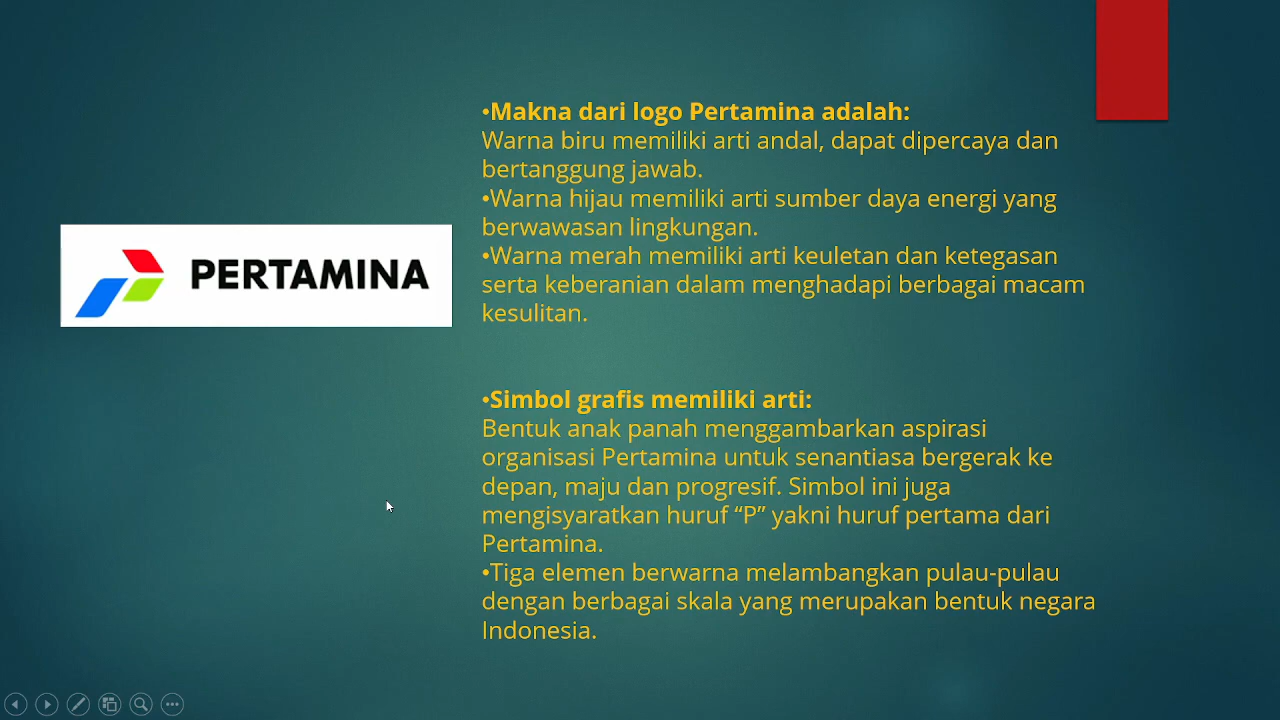 PERTAMINA
•Makna dari logo Pertamina adalah:
Warna biru memiliki arti andal, dapat dipercaya dan
bertanggung jawab.
•Warna hijau memiliki arti sumber daya energi yang
berwawasan lingkungan.
•Warna merah memiliki arti keuletan dan ketegasan
serta keberanian dalam menghadapi berbagai macam
kesulitan.
•Simbol grafis memiliki arti:
Bentuk anak panah menggambarkan aspirasi
organisasi Pertamina untuk senantiasa bergerak ke
depan, maju dan progresif. Simbol ini juga
mengisyaratkan huruf “P” yakni huruf pertama dari
Pertamina.
•Tiga elemen berwarna melambangkan pulau-pulau
dengan berbagai skala yang merupakan bentuk negara
Indonesia.